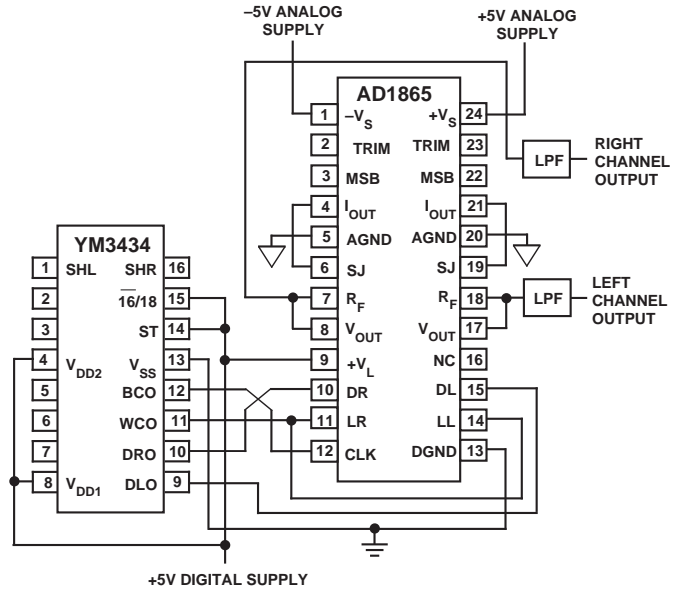 –5V ANALOG
SUPPLY
+5V ANALOG
SUPPLY
AD1865
1 –VS +VS 24
2 TRIM TRIM 23
3 MSB MSB 22
4 IOUT IOUT 21
5 AGND AGND 20
6 SJ SJ 19
7 RF RF 18
8 VOUT VOUT 17
9 +VL NC 16
10 DR DL 15
11 LR LL 14
12 CLK DGND 13
LPF
RIGHT
CHANNEL
OUTPUT
LPF
LEFT
CHANNEL
OUTPUT
YM3434
1 SHL SHR 16
2 16/18 15
3 ST 14
4 VDD2 VSS 13
5 BCO 12
6 WCO 11
7 DRO 10
8 VDD1 DLO 9
+5V DIGITAL SUPPLY